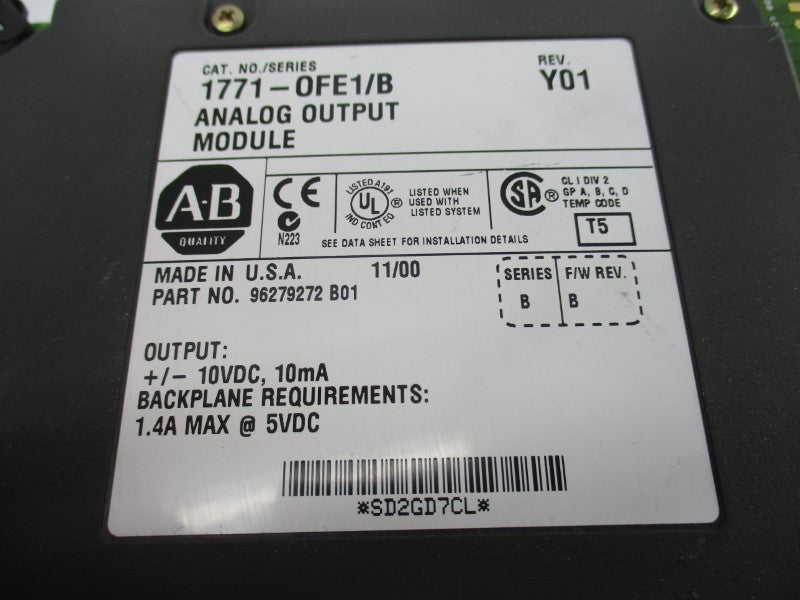 CAT. NO./SERIES
REV.
1771-OFE1/B
Y01
ANALOG OUTPUT
MODULE
A-B
QUALITY
CE
N223
LISTED A191
UL
IND CONT EQ
®
LISTED WHEN
USED WITH
LISTED SYSTEM
SA
®
CL I DIV 2
GP A, B, C, D
TEMP CODE
T5
SEE DATA SHEET FOR INSTALLATION DETAILS
MADE IN U.S.A.
11/00
PART NO. 96279272 B01
SERIES
F/W REV.
B
B
OUTPUT:
+/- 10VDC, 10mA
BACKPLANE REQUIREMENTS:
1.4A MAX @ 5VDC
*SD2GD7CL*